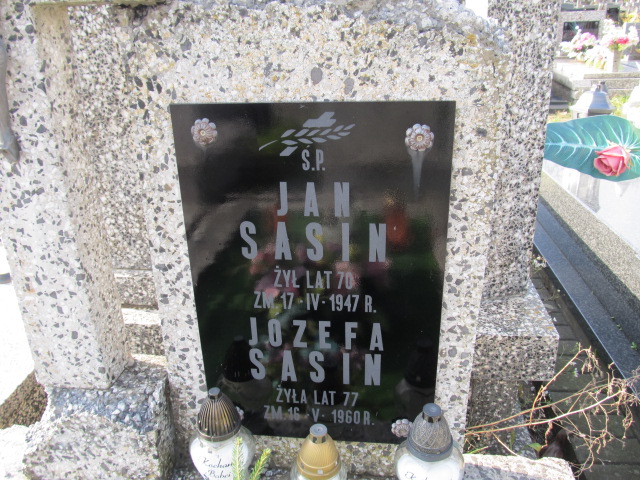 Ś.P.
JAN
SASIN
ŻYŁ LAT 70
ZM 17·IV·1947 R.
JÓZEFA
SASIN
ŻYŁA LAT 77
ZM 16·V·1960 R.